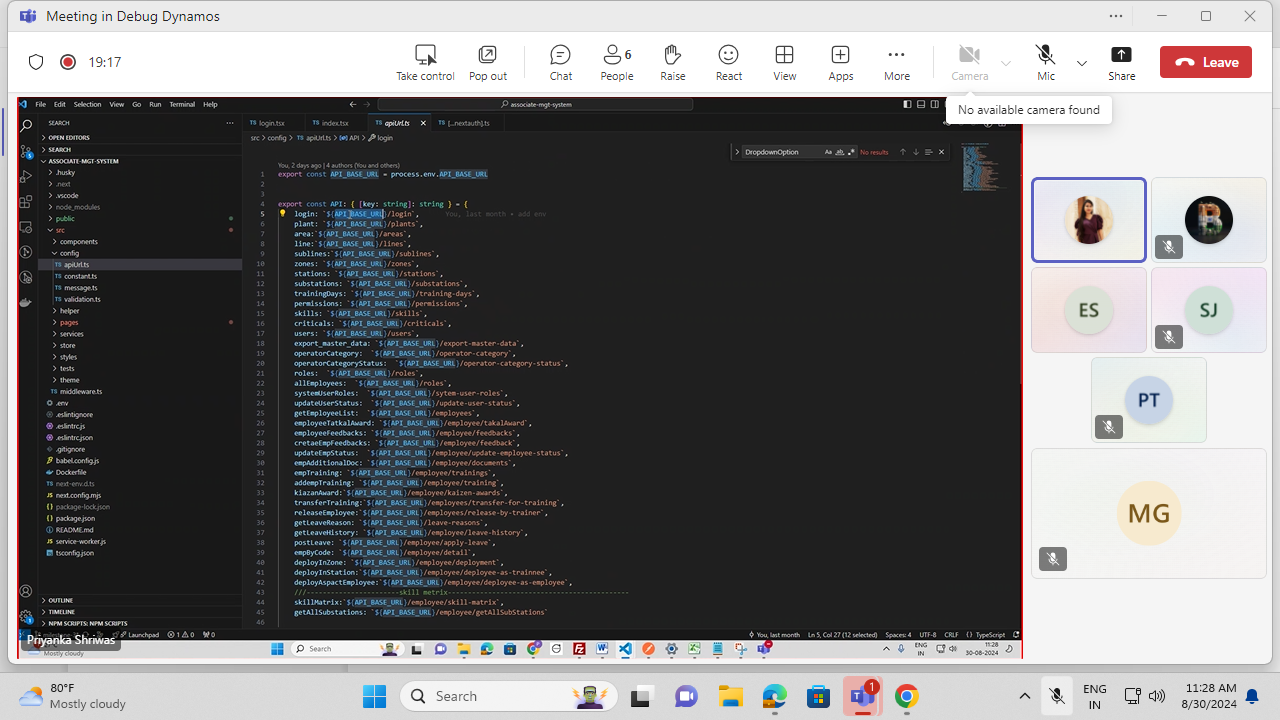 Meeting in Debug Dynamos
19:17
Take control
Pop out
Chat
6
People
Raise
React
View
Apps
More
Camera
Mic
Share
Leave
No available camera found
File Edit Selection View Go Run Terminal Help
associate-mgt-system
SEARCH
OPEN EDITORS
SEARCH
ASSOCIATE-MGT-SYSTEM
.husky
.next
.vscode
node_modules
public
src
components
config
TS apiUrl.ts
TS constant.ts
TS message.ts
TS validation.ts
helper
pages
services
store
styles
tests
theme
TS middleware.ts
.env
.eslintignore
.eslintrc.js
.eslintrc.json
.gitignore
babel.config.js
Dockerfile
TS next-env.d.ts
JS next.config.mjs
{} package-lock.json
{} package.json
README.md
JS service-worker.js
tsconfig.json
OUTLINE
TIMELINE
NPM SCRIPTS: NPM SCRIPTS
TS login.tsx
TS index.tsx
TS apiUrl.ts
TS [...nextauth].ts
src > config > TS apiUrl.ts > API > login
DropdownOption
Aa ab
No results
You, 2 days ago | 4 authors (You and others)
1 export const API_BASE_URL = process.env.API_BASE_URL
2
3
4 export const API: { [key: string]: string } = {
5 login: `${API_BASE_URL}/login`, You, last month • add env
6 plant: `${API_BASE_URL}/plants`,
7 area:`${API_BASE_URL}/areas`,
8 line:`${API_BASE_URL}/lines`,
9 sublines:`${API_BASE_URL}/sublines`,
10 zones: `${API_BASE_URL}/zones`,
11 stations: `${API_BASE_URL}/stations`,
12 substations: `${API_BASE_URL}/substations`,
13 trainingDays: `${API_BASE_URL}/training-days`,
14 permissions: `${API_BASE_URL}/permissions`,
15 skills: `${API_BASE_URL}/skills`,
16 criticals: `${API_BASE_URL}/criticals`,
17 users: `${API_BASE_URL}/users`,
18 export_master_data: `${API_BASE_URL}/export-master-data`,
19 operatorCategory: `${API_BASE_URL}/operator-category`,
20 operatorCategoryStatus: `${API_BASE_URL}/operator-category-status`,
21 roles: `${API_BASE_URL}/roles`,
22 allEmployees: `${API_BASE_URL}/roles`,
23 systemUserRoles: `${API_BASE_URL}/sytem-user-roles`,
24 updateUserStatus: `${API_BASE_URL}/update-user-status`,
25 getEmployeeList: `${API_BASE_URL}/employees`,
26 employeeTatkalAward: `${API_BASE_URL}/employee/takalAward`,
27 employeeFeedbacks: `${API_BASE_URL}/employee/feedbacks`,
28 cretaeEmpFeedbacks: `${API_BASE_URL}/employee/feedback`,
29 updateEmpStatus: `${API_BASE_URL}/employee/update-employee-status`,
30 empAdditionalDoc: `${API_BASE_URL}/employee/documents`,
31 empTraining: `${API_BASE_URL}/employee/trainings`,
32 addempTraining: `${API_BASE_URL}/employee/training`,
33 kiazanAward:`${API_BASE_URL}/employee/kaizen-awards`,
34 transferTraining:`${API_BASE_URL}/employees/transfer-for-training`,
35 releaseEmployee:`${API_BASE_URL}/employees/release-by-trainer`,
36 getLeaveReason: `${API_BASE_URL}/leave-reasons`,
37 getLeaveHistory: `${API_BASE_URL}/employee/leave-history`,
38 postLeave: `${API_BASE_URL}/employee/apply-leave`,
39 empByCode: `${API_BASE_URL}/employee/detail`,
40 deployInZone: `${API_BASE_URL}/employee/deployment`,
41 deployInStation:`${API_BASE_URL}/employee/deployee-as-trainnee`,
42 deployAspactEmployee:`${API_BASE_URL}/employee/deployee-as-employee`,
43 ///----------------------skill metrix-------------------------------------------
44 skillMatrix:`${API_BASE_URL}/employee/skill-matrix`,
45 getAllSubstations: `${API_BASE_URL}/employee/getAllSubStations`
46
Launchpad
1 0
0
You, last month
Ln 5, Col 27 (12 selected)
Spaces: 4
UTF-8
CRLF
{} TypeScript
Priyanka Shriwas
Mostly cloudy
Search
ENG
IN
11:28
30-08-2024
ES
SJ
PT
MG
80°F
Mostly cloudy
Search
1
ENG
IN
11:28 AM
8/30/2024